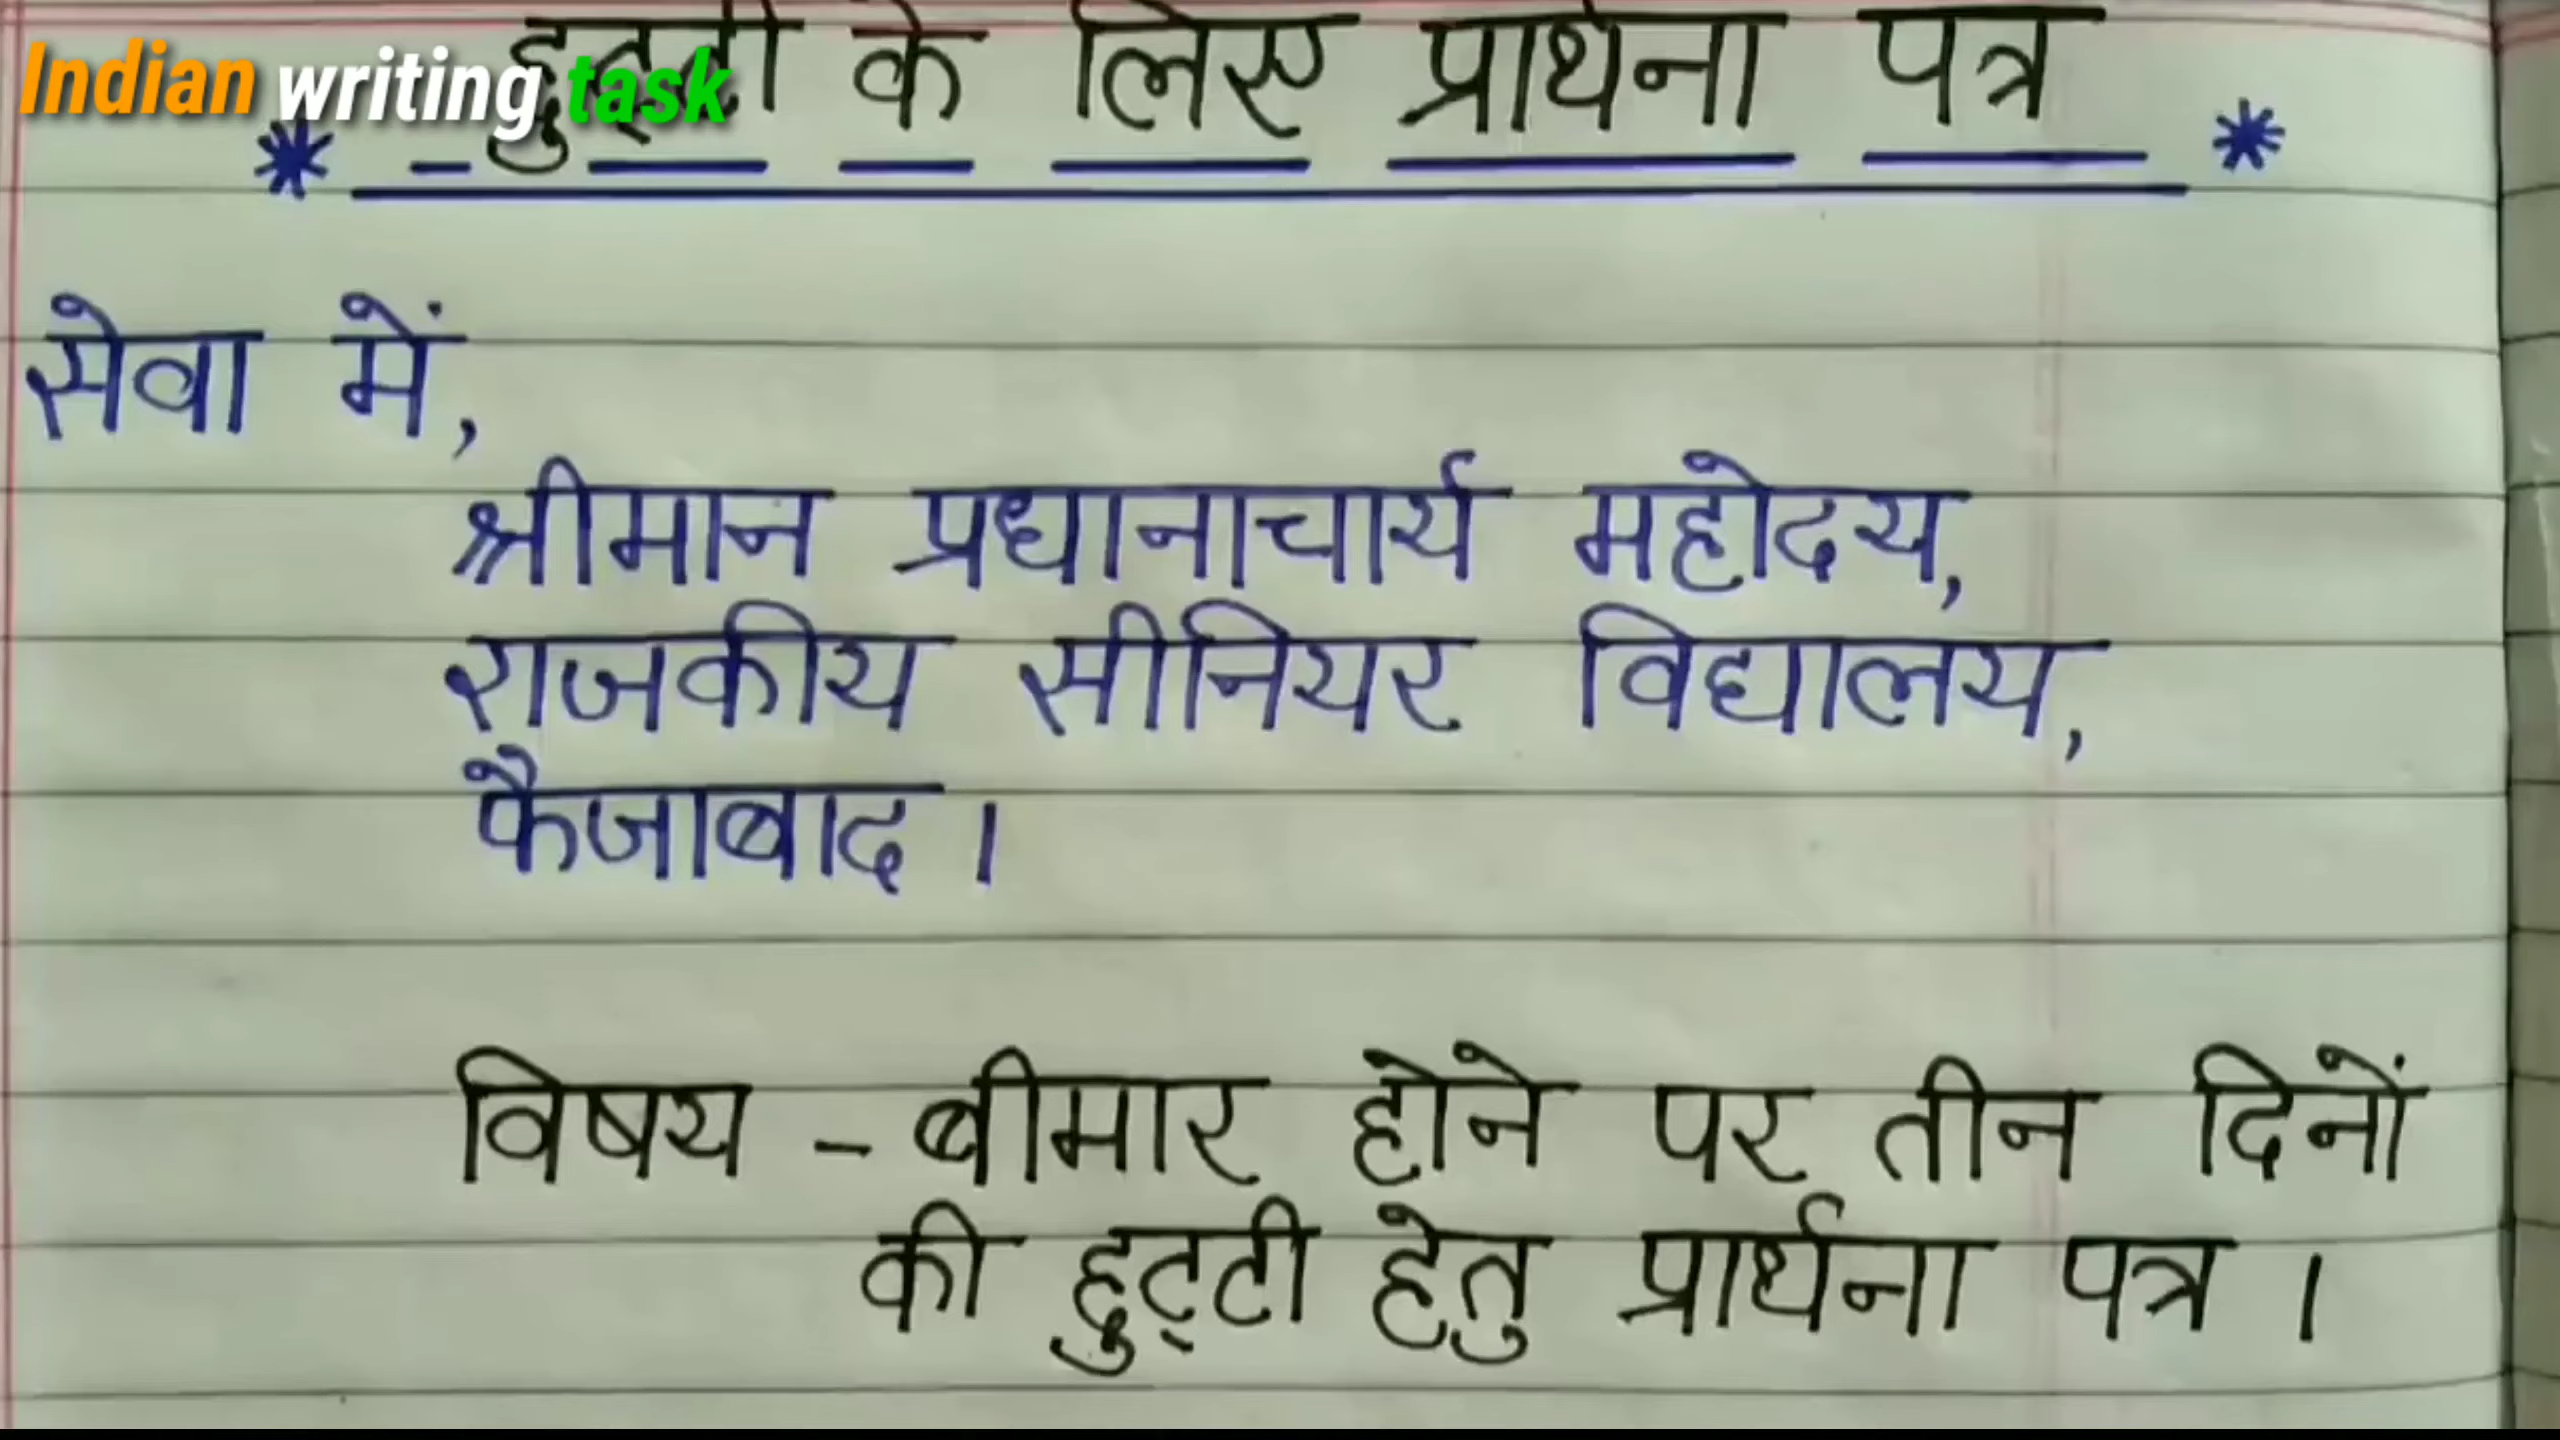 Indian writing task
छुट्टी के लिए प्रार्थना पत्र
सेवा में,
श्रीमान प्रधानाचार्य महोदय,
राजकीय सीनियर विद्यालय,
फैजाबाद।
विषय - बीमार होने पर तीन दिनों
की छुट्टी हेतु प्रार्थना पत्र।